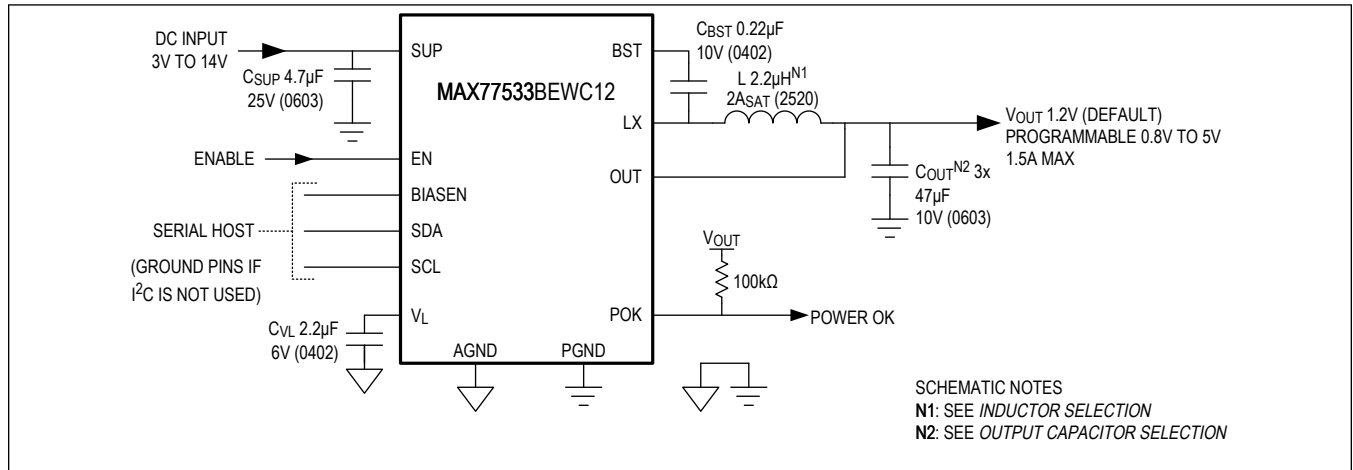 DC INPUT
3V TO 14V
CSUP 4.7µF
25V (0603)
ENABLE
SERIAL HOST
(GROUND PINS IF
I2C IS NOT USED)
CVL 2.2µF
6V (0402)
SUP
EN
BIASEN
SDA
SCL
VL
MAX77533BEWC12
AGND
PGND
BST
LX
OUT
POK
CBST 0.22µF
10V (0402)
L 2.2µHN1
2ASAT (2520)
VOUT 1.2V (DEFAULT)
PROGRAMMABLE 0.8V TO 5V
1.5A MAX
COUTN2 3x
47µF
10V (0603)
VOUT
100kΩ
POWER OK
SCHEMATIC NOTES
N1: SEE INDUCTOR SELECTION
N2: SEE OUTPUT CAPACITOR SELECTION